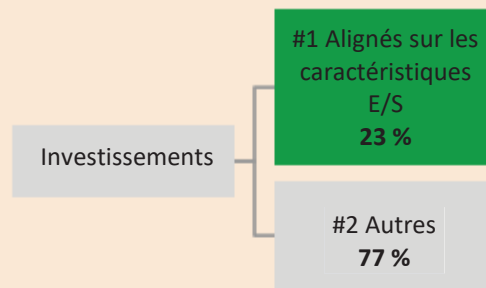 Investissements
#1 Alignés sur les
caractéristiques
E/S
23 %
#2 Autres
77 %